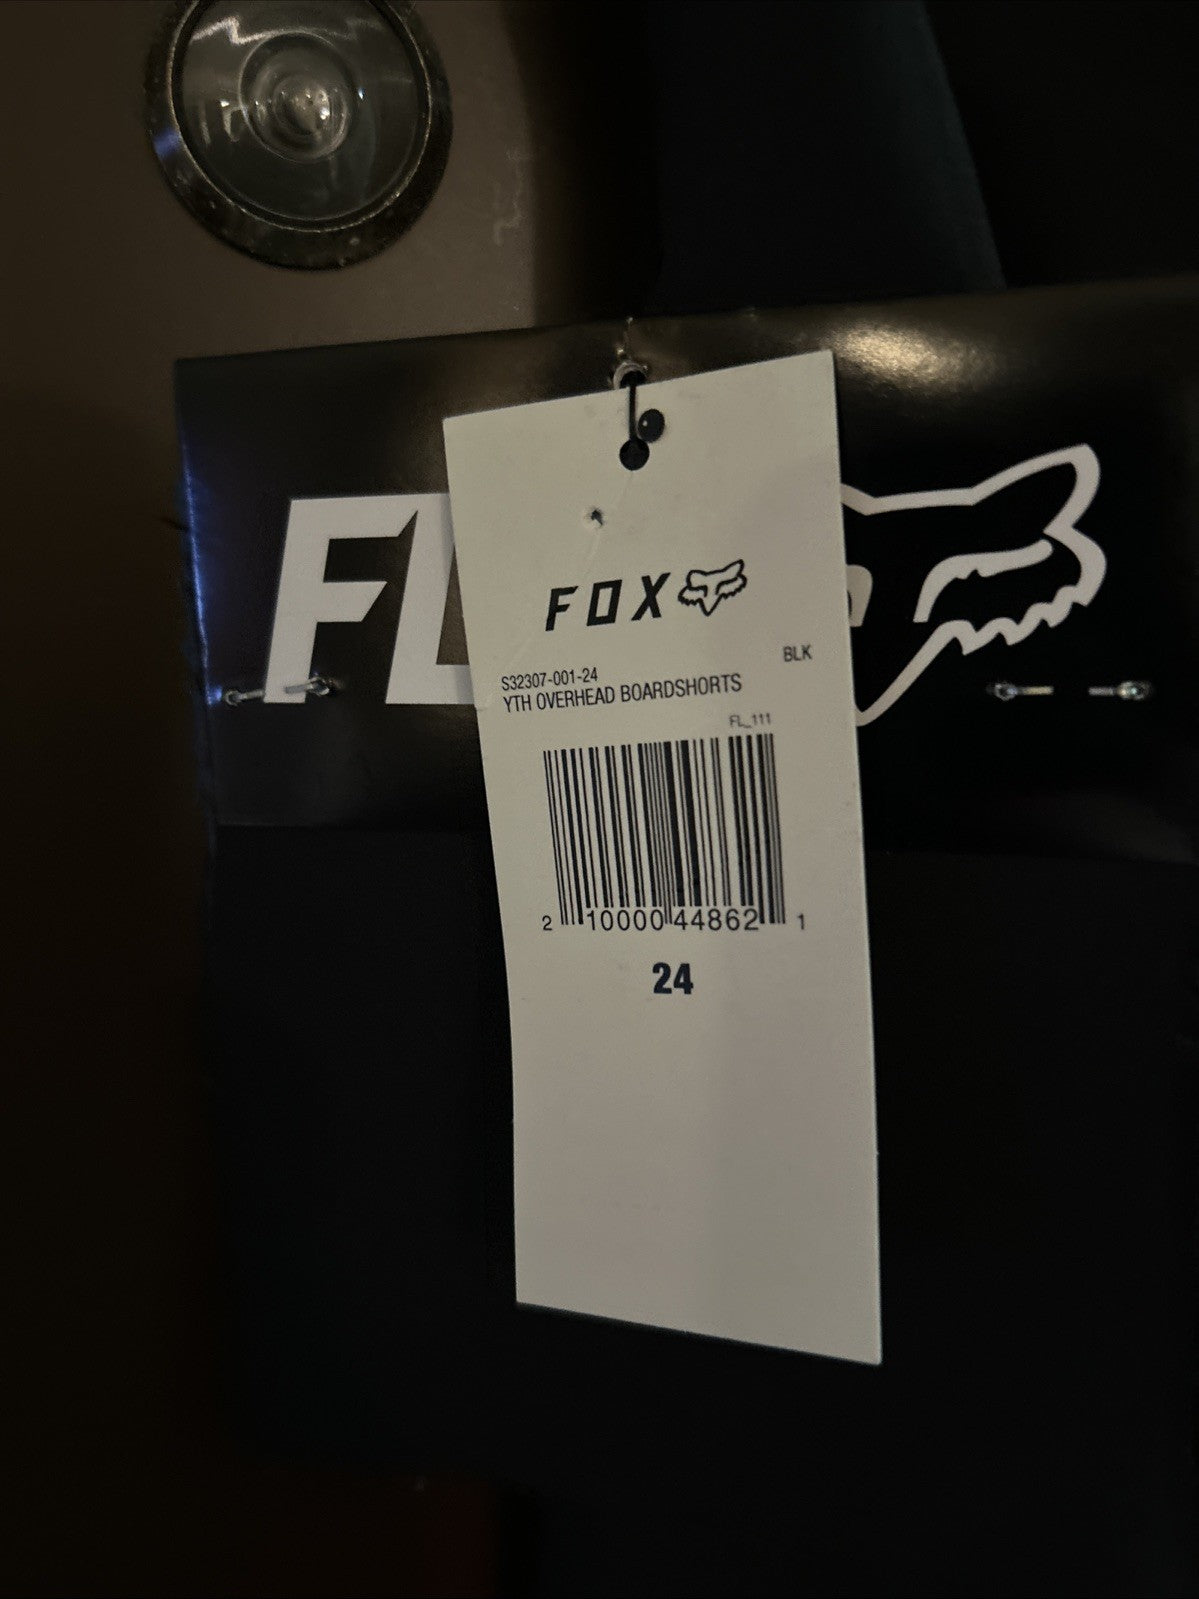 FL
FOX
BLK
S32307-001-24
YTH OVERHEAD BOARDSHORTS
FL_111
2 10000 44862 1
24